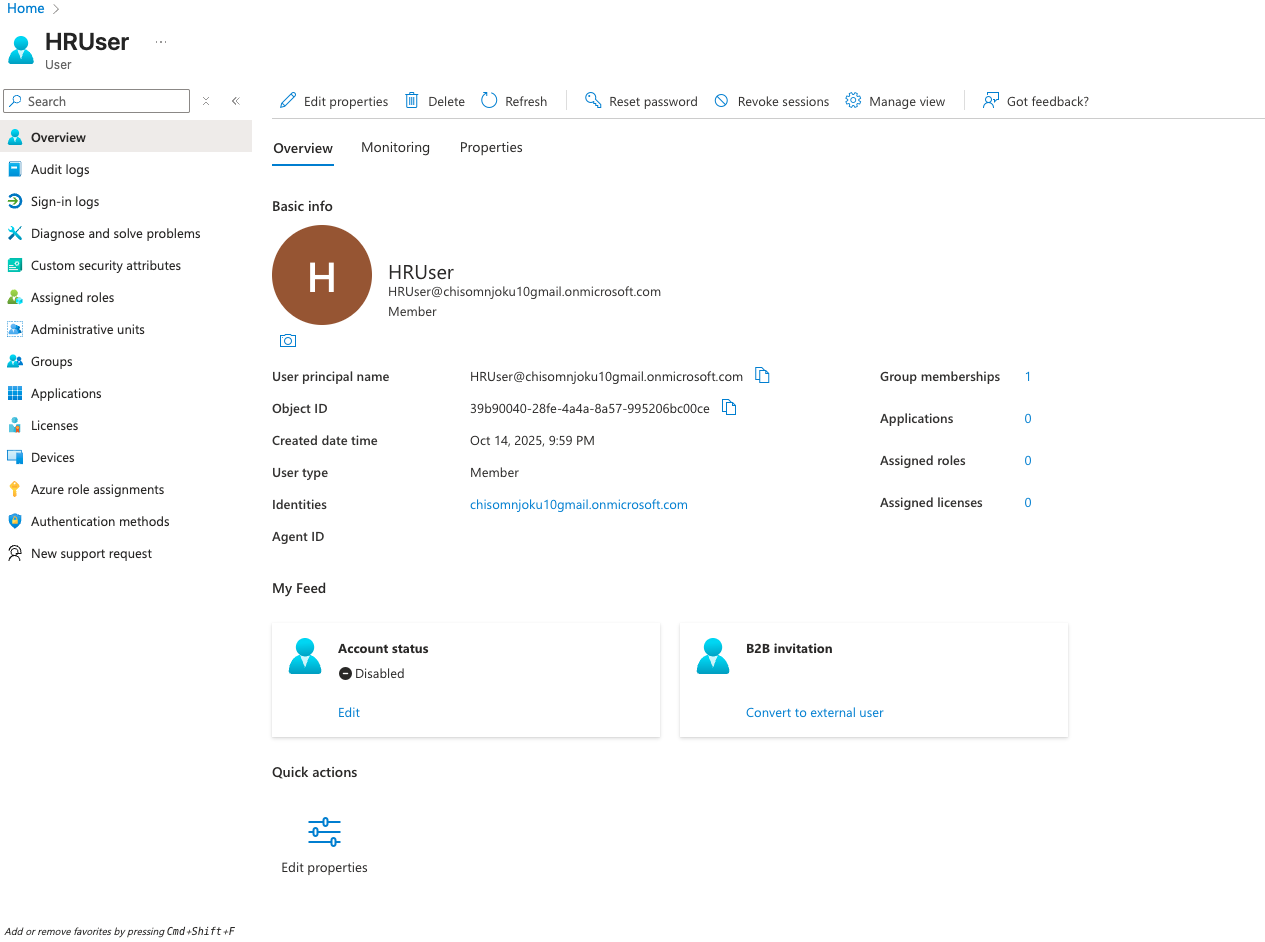 Home
HRUser ...
User
Search
Edit properties Delete Refresh Reset password Revoke sessions Manage view Got feedback?
Overview
Audit logs
Sign-in logs
Diagnose and solve problems
Custom security attributes
Assigned roles
Administrative units
Groups
Applications
Licenses
Devices
Azure role assignments
Authentication methods
New support request
Overview Monitoring Properties
Basic info
H
HRUser
HRUser@chisomnjoku10gmail.onmicrosoft.com
Member
User principal name HRUser@chisomnjoku10gmail.onmicrosoft.com
Object ID 39b90040-28fe-4a4a-8a57-995206bc00ce
Created date time Oct 14, 2025, 9:59 PM
User type Member
Identities chisomnjoku10gmail.onmicrosoft.com
Agent ID
Group memberships 1
Applications 0
Assigned roles 0
Assigned licenses 0
My Feed
Account status
Disabled
Edit
B2B invitation
Convert to external user
Quick actions
Edit properties
Add or remove favorites by pressing Cmd+Shift+F